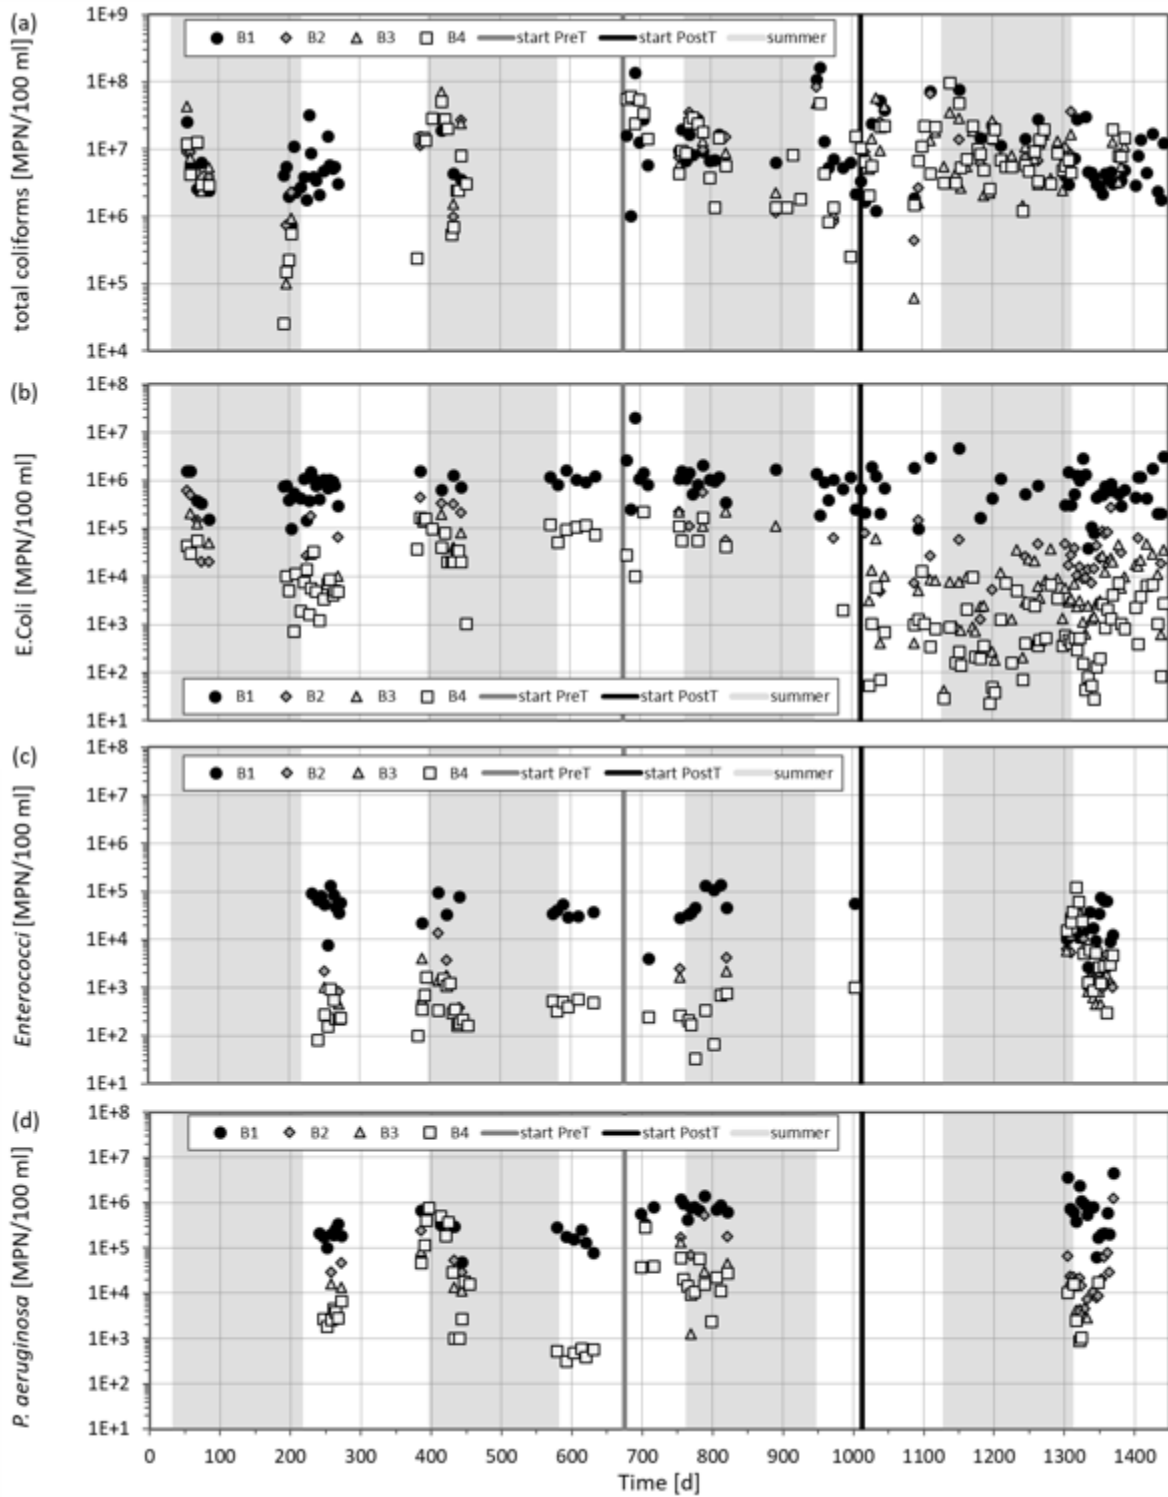 (a)
total coliforms [MPN/100 ml]
1E+9
1E+8
1E+7
1E+6
1E+5
1E+4
B1 B2 B3 B4 start PreT start PostT summer
(b)
E.Coli [MPN/100 ml]
1E+8
1E+7
1E+6
1E+5
1E+4
1E+3
1E+2
1E+1
B1 B2 B3 B4 start PreT start PostT summer
(c)
Enterococci [MPN/100 ml]
1E+8
1E+7
1E+6
1E+5
1E+4
1E+3
1E+2
1E+1
B1 B2 B3 B4 start PreT start PostT summer
(d)
P. aeruginosa [MPN/100 ml]
1E+8
1E+7
1E+6
1E+5
1E+4
1E+3
1E+2
1E+1
B1 B2 B3 B4 start PreT start PostT summer
0 100 200 300 400 500 600 700 800 900 1000 1100 1200 1300 1400
Time [d]